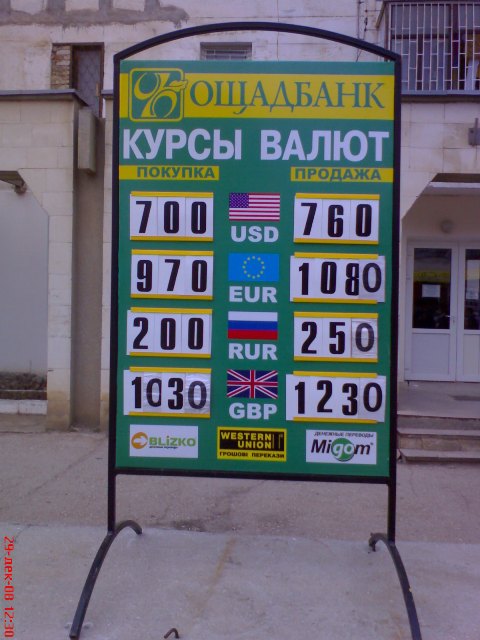 ОЩАДБАНК
КУРСЫ ВАЛЮТ
ПОКУПКА ПРОДАЖА
700 USD 760
970 EUR 1080
200 RUR 250
1030 GBP 1230
BLIZKO
WESTERN UNION
ГРОШОВІ ПЕРЕКАЗИ
ДЕНЕЖНЫЕ ПЕРЕВОДЫ
Migom
29-дек-08 12:30